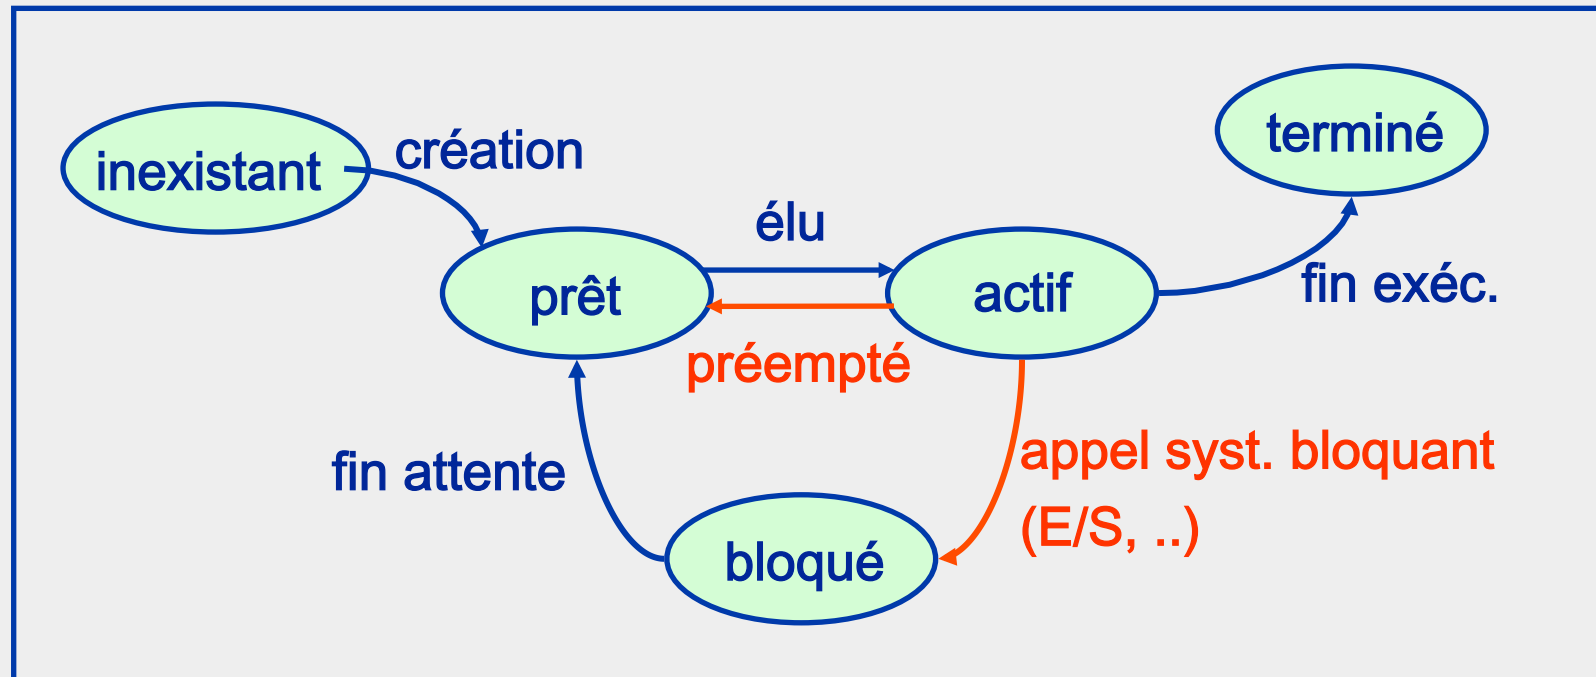 terminé
inexistant
création
élu
prêt
actif
fin exéc.
préempté
appel syst. bloquant
(E/S, ..)
fin attente
bloqué